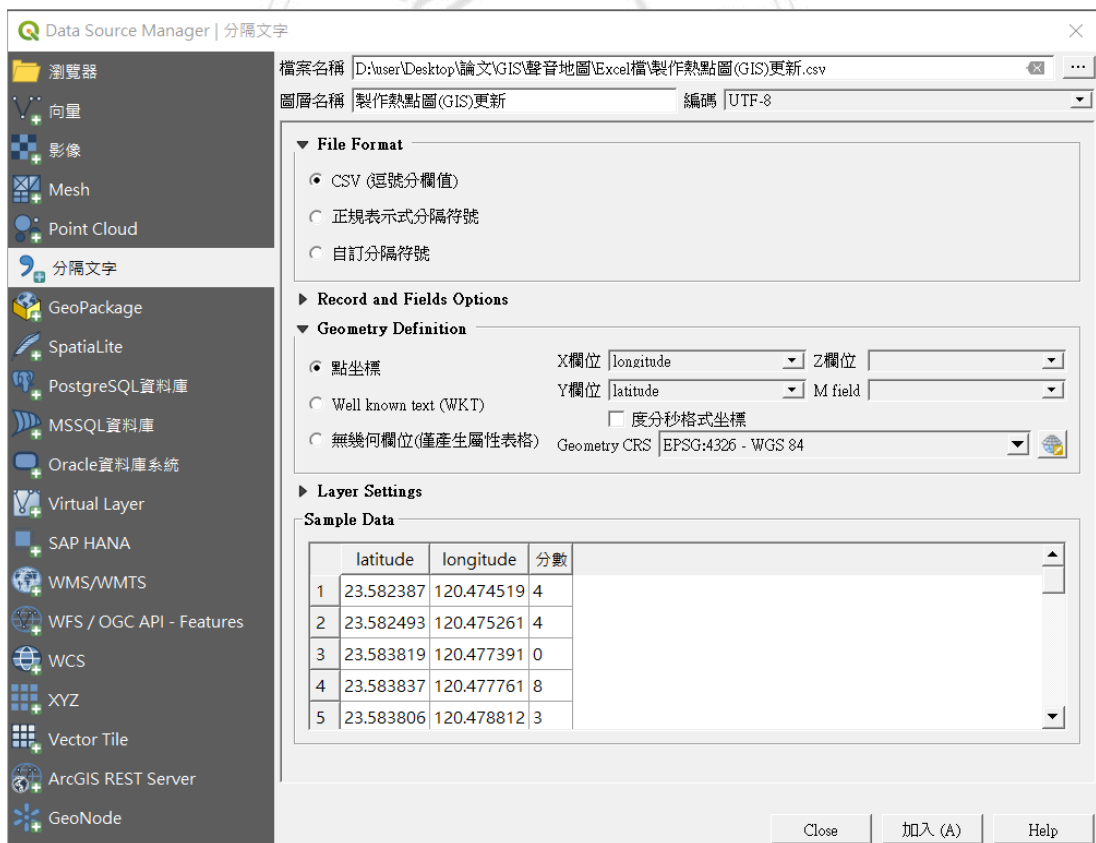 Data Source Manager | 分隔文字
瀏覽器
向量
影像
Mesh
Point Cloud
分隔文字
GeoPackage
SpatiaLite
PostgreSQL資料庫
MSSQL資料庫
Oracle資料庫系統
Virtual Layer
SAP HANA
WMS/WMTS
WFS / OGC API - Features
WCS
XYZ
Vector Tile
ArcGIS REST Server
GeoNode
檔案名稱 D:\user\Desktop\論文\GIS\聲音地圖\Excel檔\製作熱點圖(GIS)更新.csv ...
圖層名稱 製作熱點圖(GIS)更新 編碼 UTF-8
File Format
CSV (逗號分欄值)
正規表示式分隔符號
自訂分隔符號
Record and Fields Options
Geometry Definition
點坐標
Well known text (WKT)
無幾何欄位(僅產生屬性表格)
X欄位 longitude Z欄位
Y欄位 latitude M field
度分秒格式坐標
Geometry CRS EPSG:4326 - WGS 84
Layer Settings
Sample Data
latitude longitude 分數
1 23.582387 120.474519 4
2 23.582493 120.475261 4
3 23.583819 120.477391 0
4 23.583837 120.477761 8
5 23.583806 120.478812 3
Close 加入 (A) Help